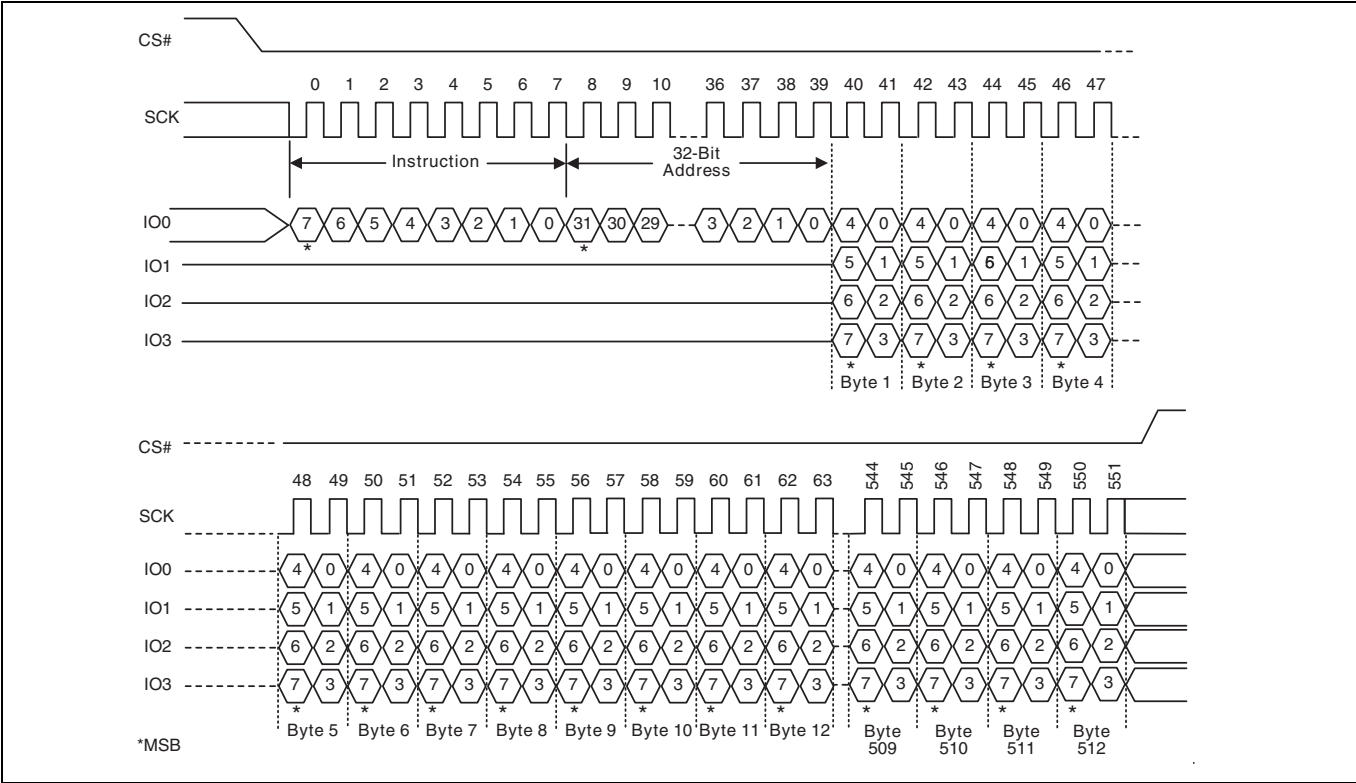 CS#
0 1 2 3 4 5 6 7 8 9 10 36 37 38 39 40 41 42 43 44 45 46 47
SCK
Instruction
32-Bit
Address
IO0 7 6 5 4 3 2 1 0 31 30 29 3 2 1 0 4 0 4 0 4 0 4 0
* *
IO1 5 1 5 1 6 1 5 1
IO2 6 2 6 2 6 2 6 2
IO3 7 3 7 3 7 3 7 3
* * * *
Byte 1 Byte 2 Byte 3 Byte 4
CS#
48 49 50 51 52 53 54 55 56 57 58 59 60 61 62 63 544 545 546 547 548 549 550 551
SCK
IO0 4 0 4 0 4 0 4 0 4 0 4 0 4 0 4 0 4 0 4 0 4 0 4 0
IO1 5 1 5 1 5 1 5 1 5 1 5 1 5 1 5 1 5 1 5 1 5 1 5 1
IO2 6 2 6 2 6 2 6 2 6 2 6 2 6 2 6 2 6 2 6 2 6 2 6 2
IO3 7 3 7 3 7 3 7 3 7 3 7 3 7 3 7 3 7 3 7 3 7 3 7 3
* * * * * * * * * * * *
Byte 5 Byte 6 Byte 7 Byte 8 Byte 9 Byte 10 Byte 11 Byte 12 Byte 509 Byte 510 Byte 511 Byte 512
*MSB